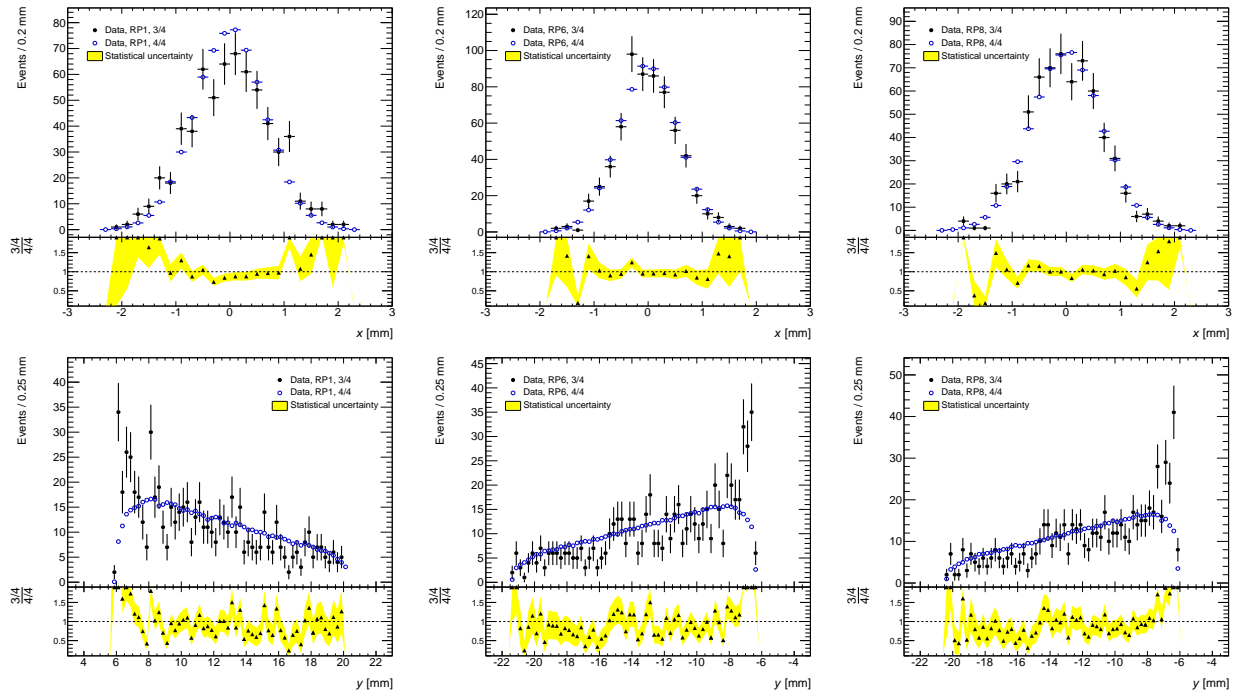 Events / 0.2 mm
80
70
60
50
40
30
20
10
0
Data, RP1, 3/4
Data, RP1, 4/4
Statistical uncertainty
3/4
4/4
1.5
1
0.5
-3 -2 -1 0 1 2 3
x [mm]
Events / 0.2 mm
120
100
80
60
40
20
0
Data, RP6, 3/4
Data, RP6, 4/4
Statistical uncertainty
3/4
4/4
1.5
1
0.5
-3 -2 -1 0 1 2 3
x [mm]
Events / 0.2 mm
90
80
70
60
50
40
30
20
10
0
Data, RP8, 3/4
Data, RP8, 4/4
Statistical uncertainty
3/4
4/4
1.5
1
0.5
-3 -2 -1 0 1 2 3
x [mm]
Events / 0.25 mm
45
40
35
30
25
20
15
10
5
0
Data, RP1, 3/4
Data, RP1, 4/4
Statistical uncertainty
3/4
4/4
1.5
1
0.5
4 6 8 10 12 14 16 18 20 22
y [mm]
Events / 0.25 mm
45
40
35
30
25
20
15
10
5
0
Data, RP6, 3/4
Data, RP6, 4/4
Statistical uncertainty
3/4
4/4
1.5
1
0.5
-22 -20 -18 -16 -14 -12 -10 -8 -6 -4
y [mm]
Events / 0.25 mm
50
40
30
20
10
0
Data, RP8, 3/4
Data, RP8, 4/4
Statistical uncertainty
3/4
4/4
1.5
1
0.5
-22 -20 -18 -16 -14 -12 -10 -8 -6 -4
y [mm]